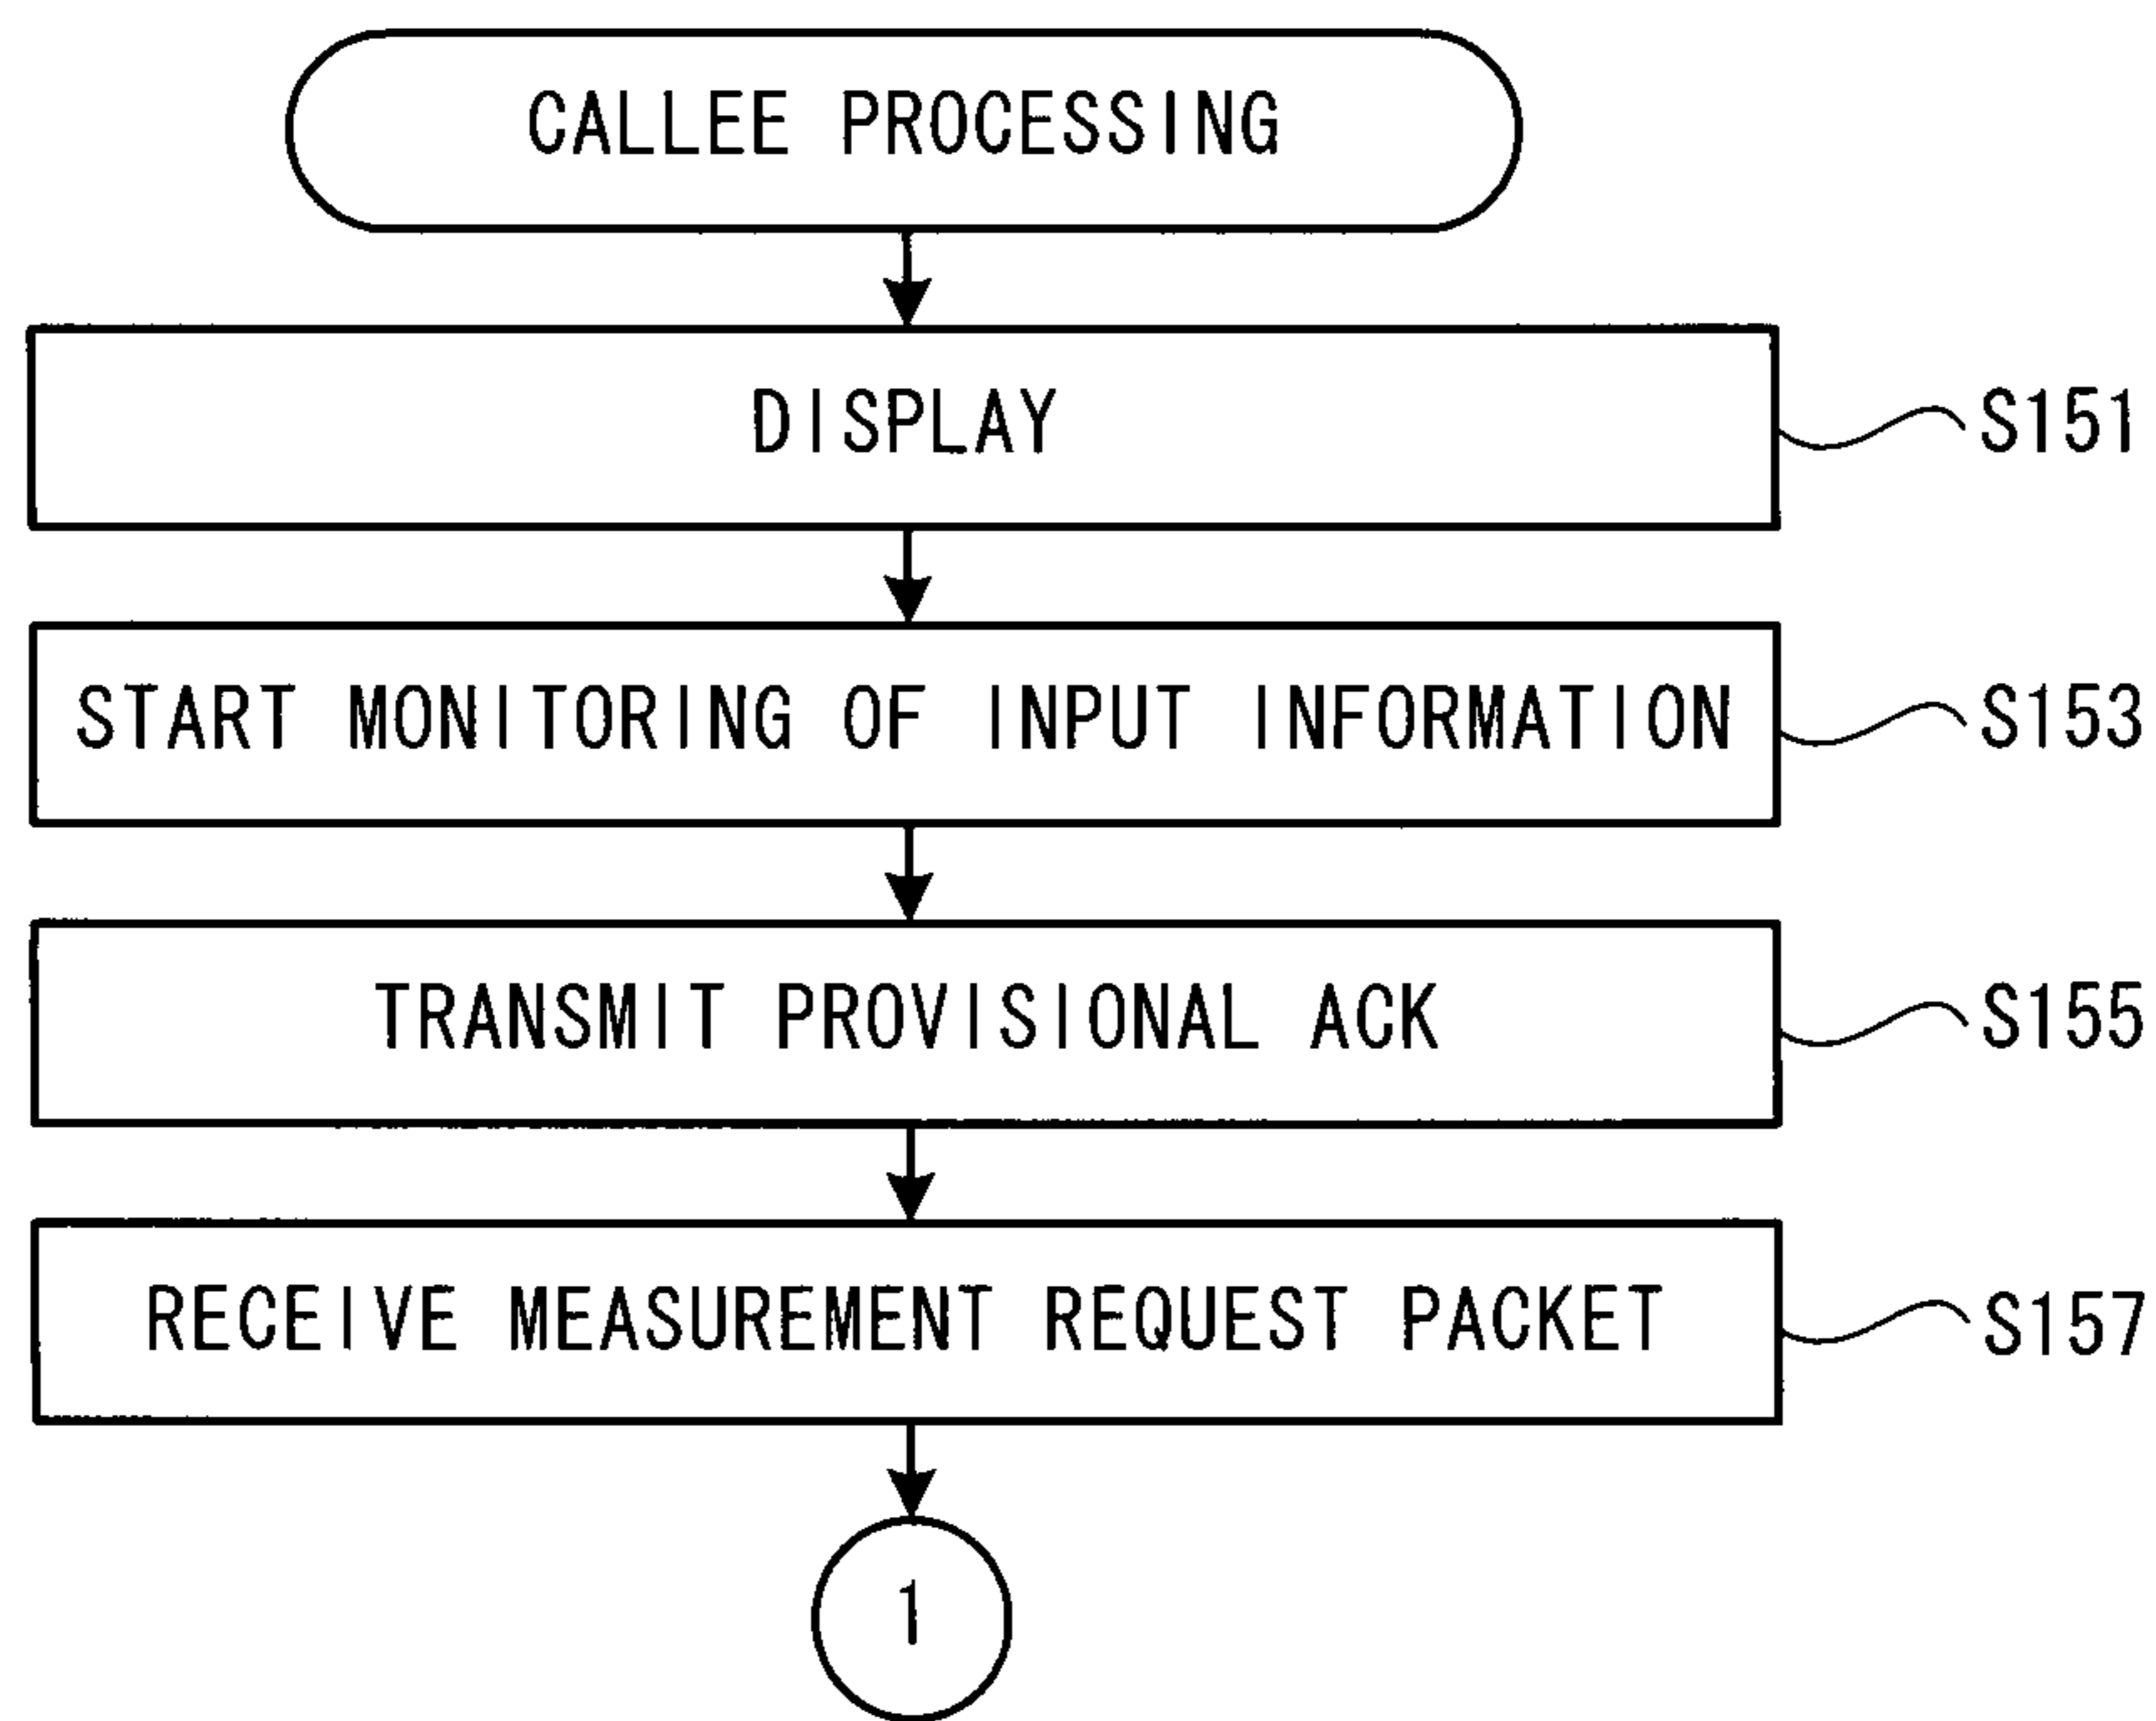 CALLEE PROCESSING
DISPLAY
S151
START MONITORING OF INPUT INFORMATION
S153
TRANSMIT PROVISIONAL ACK
S155
RECEIVE MEASUREMENT REQUEST PACKET
S157
1